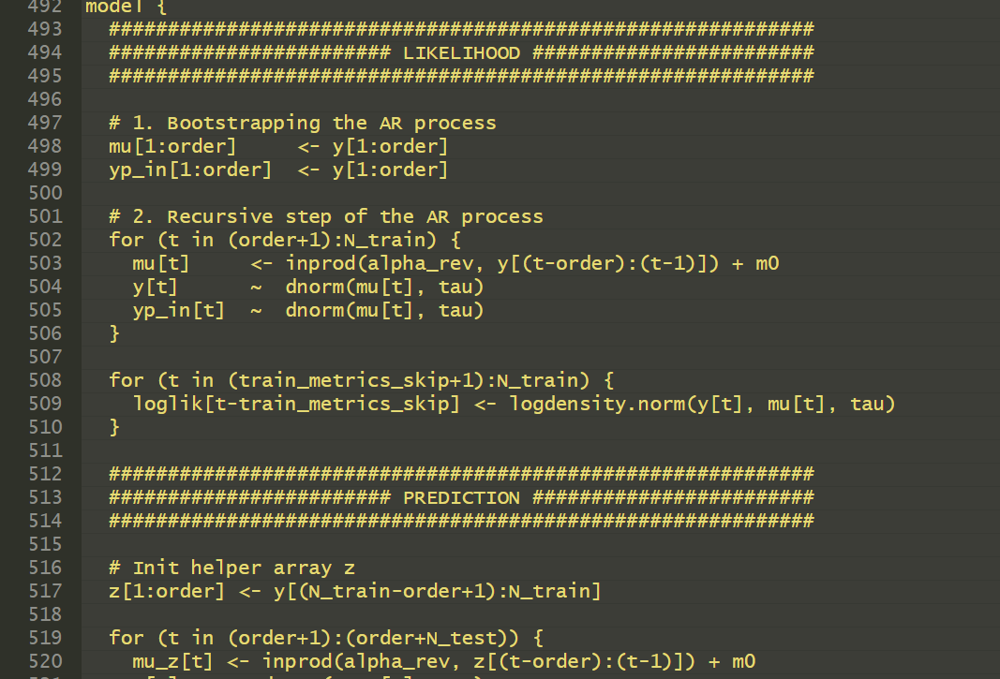 492 model {
493   ############################################################
494   ######################## LIKELIHOOD ########################
495   ############################################################
496
497   # 1. Bootstrapping the AR process
498   mu[1:order]     <- y[1:order]
499   yp_in[1:order]  <- y[1:order]
500
501   # 2. Recursive step of the AR process
502   for (t in (order+1):N_train) {
503     mu[t]     <- inprod(alpha_rev, y[(t-order):(t-1)]) + m0
504     y[t]      ~  dnorm(mu[t], tau)
505     yp_in[t]  ~  dnorm(mu[t], tau)
506   }
507
508   for (t in (train_metrics_skip+1):N_train) {
509     loglik[t-train_metrics_skip] <- logdensity.norm(y[t], mu[t], tau)
510   }
511
512   ############################################################
513   ######################## PREDICTION ########################
514   ############################################################
515
516   # Init helper array z
517   z[1:order] <- y[(N_train-order+1):N_train]
518
519   for (t in (order+1):(order+N_test)) {
520     mu_z[t] <- inprod(alpha_rev, z[(t-order):(t-1)]) + m0